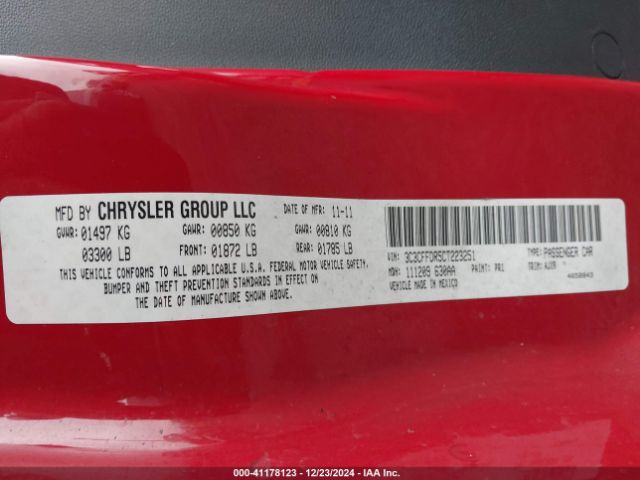 MFD BY CHRYSLER GROUP LLC DATE OF MFR: 11-11
GVWR: 01497 KG GAWR: 00850 KG GAWR: 00810 KG
03300 LB FRONT: 01872 LB REAR: 01785 LB
THIS VEHICLE CONFORMS TO ALL APPLICABLE U.S.A. FEDERAL MOTOR VEHICLE SAFETY,
BUMPER AND THEFT PREVENTION STANDARDS IN EFFECT ON
THE DATE OF MANUFACTURE SHOWN ABOVE.
VIN: 3C3CFFDR5CT223251 TYPE: PASSENGER CAR
MDH: 111209 630AA PAINT: PR1 TRIM:
VEHICLE MADE IN MEXICO
000-41178123 - 12/23/2024 - IAA Inc.